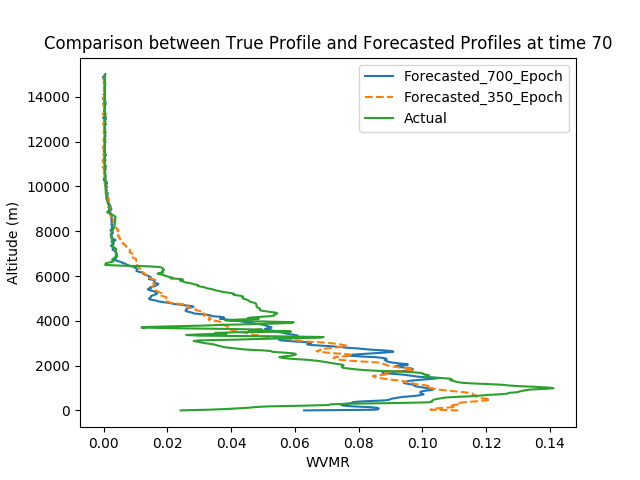 Comparison between True Profile and Forecasted Profiles at time 70
Forecasted_700_Epoch
Forecasted_350_Epoch
Actual
Altitude (m)
14000
12000
10000
8000
6000
4000
2000
0
0.00 0.02 0.04 0.06 0.08 0.10 0.12 0.14
WVMR